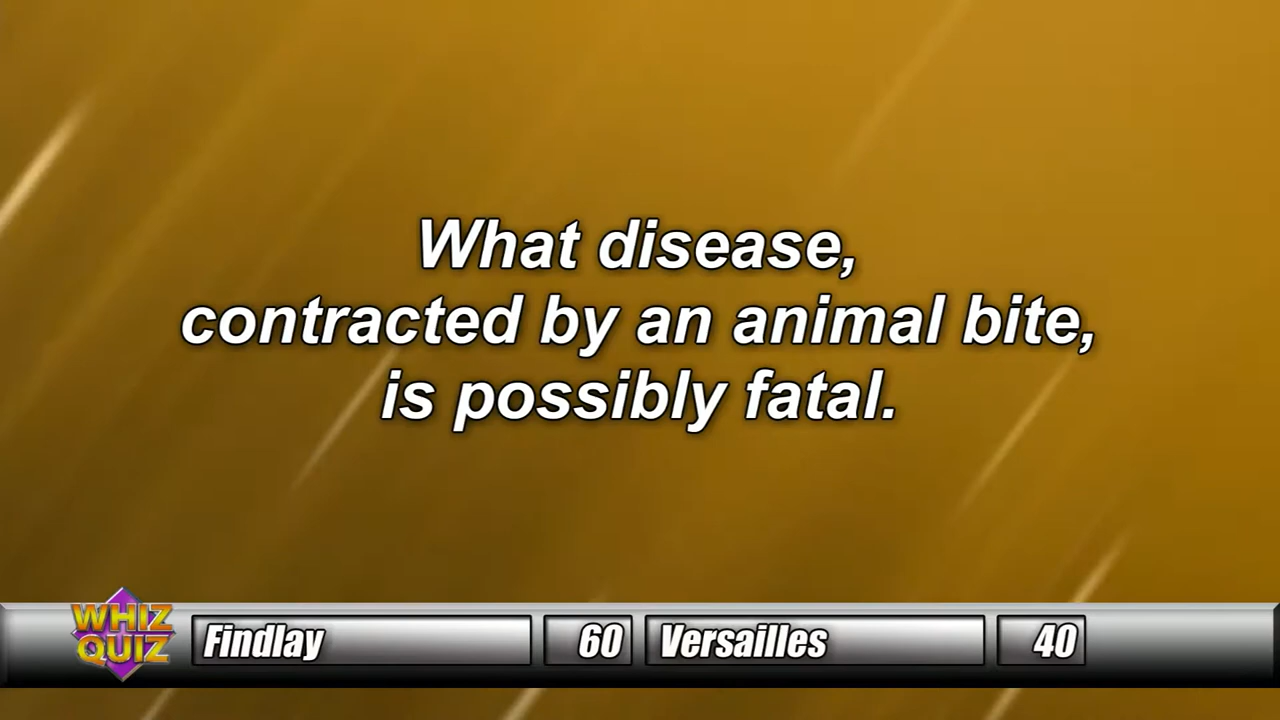 What disease,
contracted by an animal bite,
is possibly fatal.
WHIZ
QUIZ
Findlay 60 Versailles 40